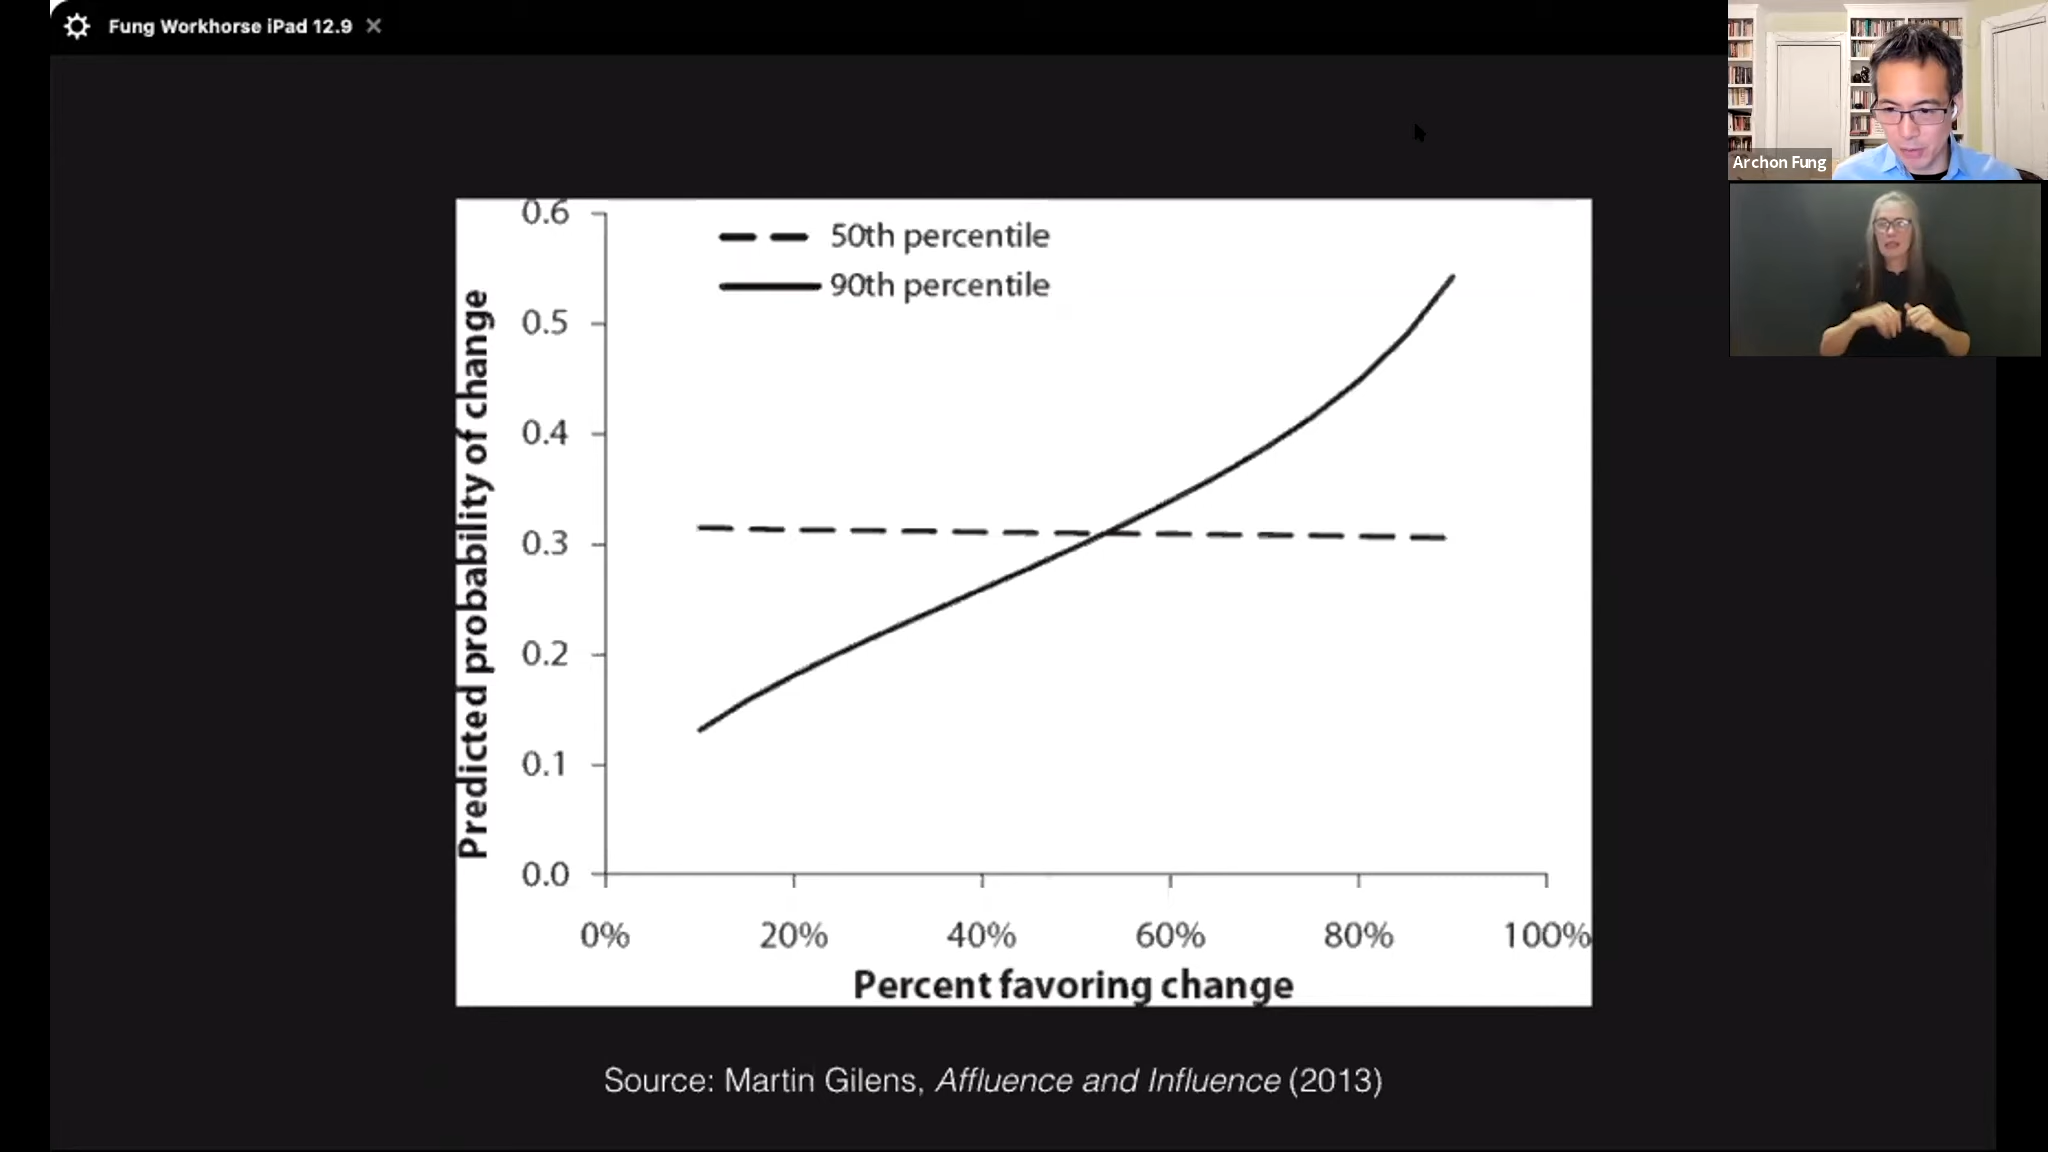 Fung Workhorse iPad 12.9
Archon Fung
50th percentile
90th percentile
Predicted probability of change
0.6
0.5
0.4
0.3
0.2
0.1
0.0
0% 20% 40% 60% 80% 100%
Percent favoring change
Source: Martin Gilens, Affluence and Influence (2013)